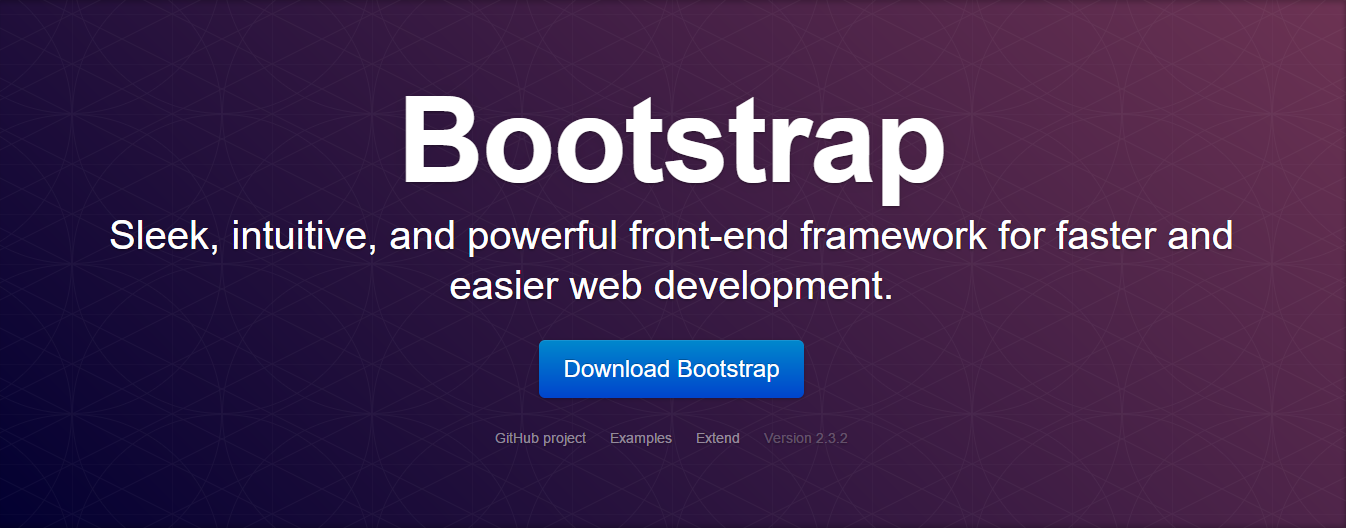 Bootstrap
Sleek, intuitive, and powerful front-end framework for faster and
easier web development.
Download Bootstrap
GitHub project Examples Extend Version 2.3.2